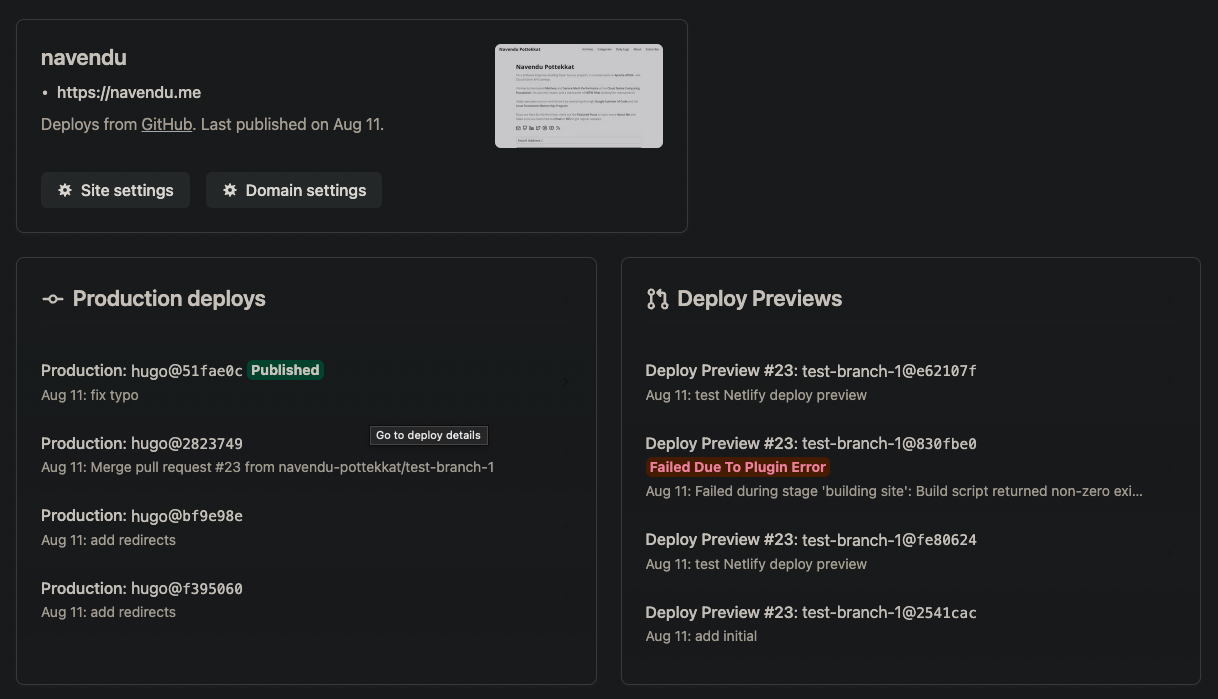 navendu
• https://navendu.me
Deploys from GitHub. Last published on Aug 11.
Site settings
Domain settings
Navendu Pottekkat
Navendu Pottekkat
Production deploys
Production: hugo@51fae0c Published
Aug 11: fix typo
Production: hugo@2823749
Go to deploy details
Aug 11: Merge pull request #23 from navendu-pottekkat/test-branch-1
Production: hugo@bf9e98e
Aug 11: add redirects
Production: hugo@f395060
Aug 11: add redirects
Deploy Previews
Deploy Preview #23: test-branch-1@e62107f
Aug 11: test Netlify deploy preview
Deploy Preview #23: test-branch-1@830fbe0
Failed Due To Plugin Error
Aug 11: Failed during stage 'building site': Build script returned non-zero exi...
Deploy Preview #23: test-branch-1@fe80624
Aug 11: test Netlify deploy preview
Deploy Preview #23: test-branch-1@2541cac
Aug 11: add initial